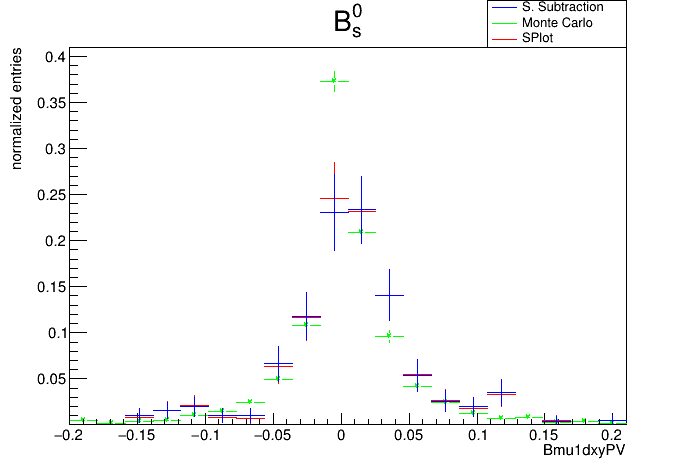 B⁰ₛ
S. Subtraction
Monte Carlo
SPlot
normalized entries
0.4
0.35
0.3
0.25
0.2
0.15
0.1
0.05
−0.2 −0.15 −0.1 −0.05 0 0.05 0.1 0.15 0.2
Bmu1dxyPV